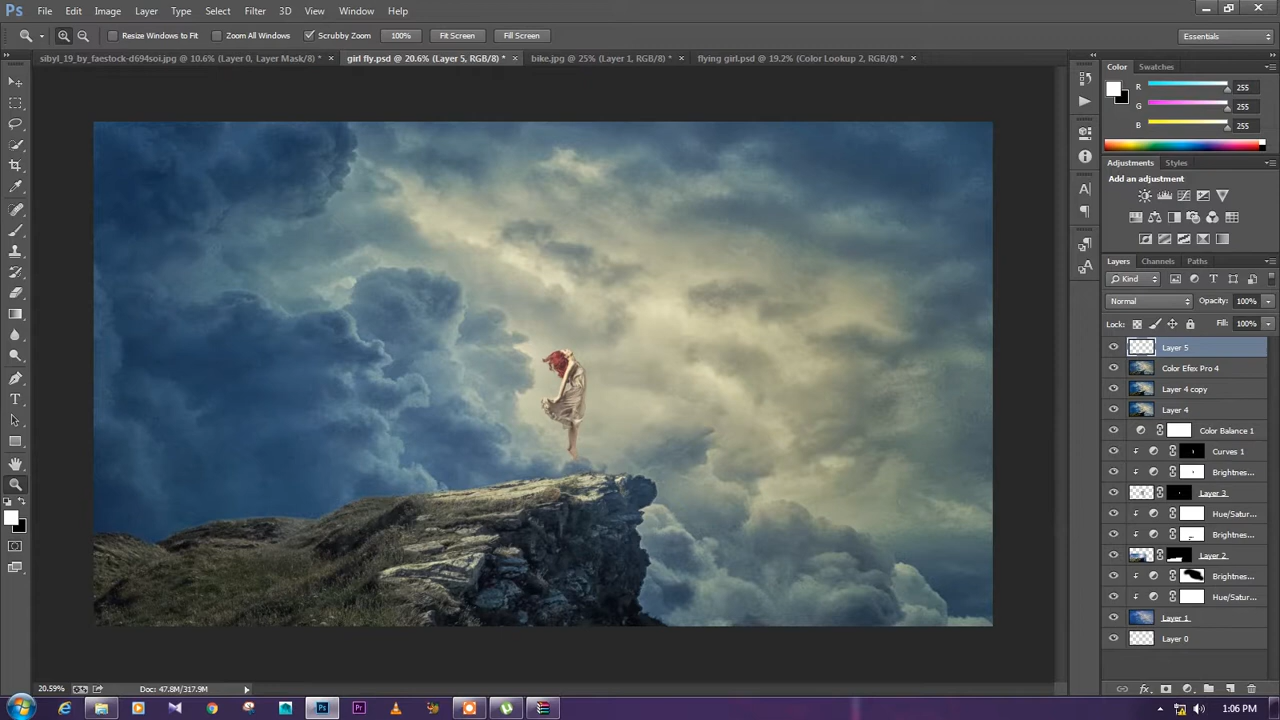 Ps File Edit Image Layer Type Select Filter 3D View Window Help
Resize Windows to Fit Zoom All Windows Scrubby Zoom 100% Fit Screen Fill Screen Essentials
sibyl_19_by_faestock-d694soi.jpg @ 10.6% (Layer 0, Layer Mask/8) * × girl fly.psd @ 20.6% (Layer 5, RGB/8) * × bike.jpg @ 25% (Layer 1, RGB/8) * × flying girl.psd @ 19.2% (Color Lookup 2, RGB/8) * ×
Color Swatches
R 255
G 255
B 255
Adjustments Styles
Add an adjustment
Layers Channels Paths
Kind
Normal Opacity: 100%
Lock: Fill: 100%
Layer 5
Color Efex Pro 4
Layer 4 copy
Layer 4
Color Balance 1
Curves 1
Brightnes...
Layer 3
Hue/Satur...
Brightnes...
Layer 2
Brightnes...
Hue/Satur...
Layer 1
Layer 0
20.59% Doc: 47.8M/317.9M
1:06 PM